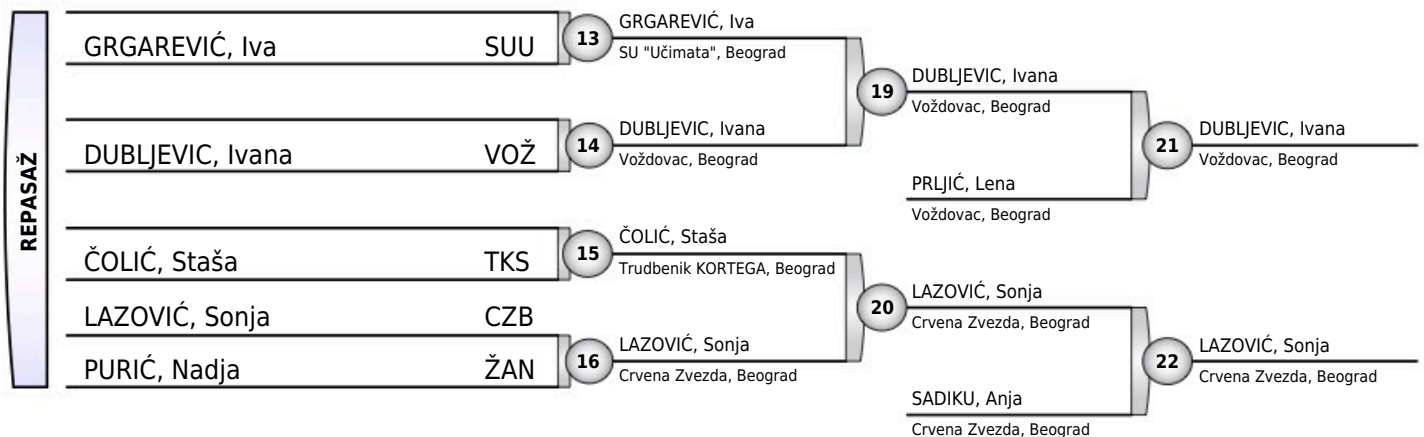 REPASAŽ
GRGAREVIĆ, Iva SUU
DUBLJEVIC, Ivana VOŽ
ČOLIĆ, Staša TKS
LAZOVIĆ, Sonja CZB
PURIĆ, Nadja ŽAN
13
GRGAREVIĆ, Iva
SU "Učimata", Beograd
14
DUBLJEVIC, Ivana
Voždovac, Beograd
15
ČOLIĆ, Staša
Trudbenik KORTEGA, Beograd
16
LAZOVIĆ, Sonja
Crvena Zvezda, Beograd
19
DUBLJEVIC, Ivana
Voždovac, Beograd
PRLJIĆ, Lena
Voždovac, Beograd
20
LAZOVIĆ, Sonja
Crvena Zvezda, Beograd
SADIKU, Anja
Crvena Zvezda, Beograd
21
DUBLJEVIC, Ivana
Voždovac, Beograd
22
LAZOVIĆ, Sonja
Crvena Zvezda, Beograd